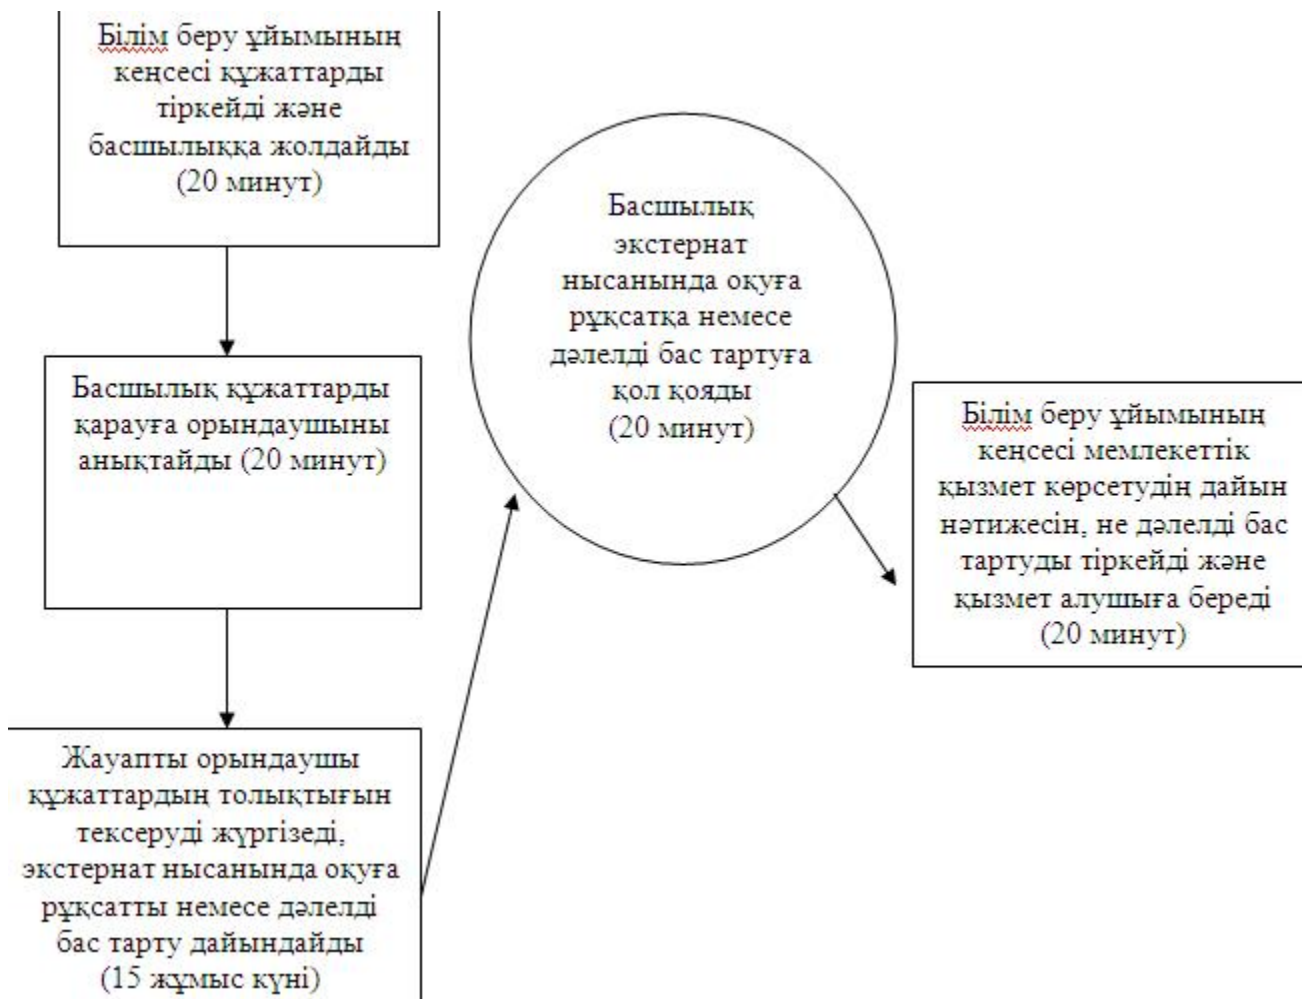 Білім беру ұйымының
кеңсесі құжаттарды
тіркейді және
басшылыққа жолдайды
(20 минут)
Басшылық құжаттарды
қарауға орындаушыны
анықтайды (20 минут)
Жауапты орындаушы
құжаттардың толықтығын
тексеруді жүргізеді,
экстернат нысанында оқуға
рұқсатты немесе дәлелді
бас тарту дайындайды
(15 жұмыс күні)
Басшылық
экстернат
нысанында оқуға
рұқсатқа немесе
дәлелді бас тартуға
қол қояды
(20 минут)
Білім беру ұйымының
кеңсесі мемлекеттік
қызмет көрсетудің дайын
нәтижесін, не дәлелді бас
тартуды тіркейді және
қызмет алушыға береді
(20 минут)